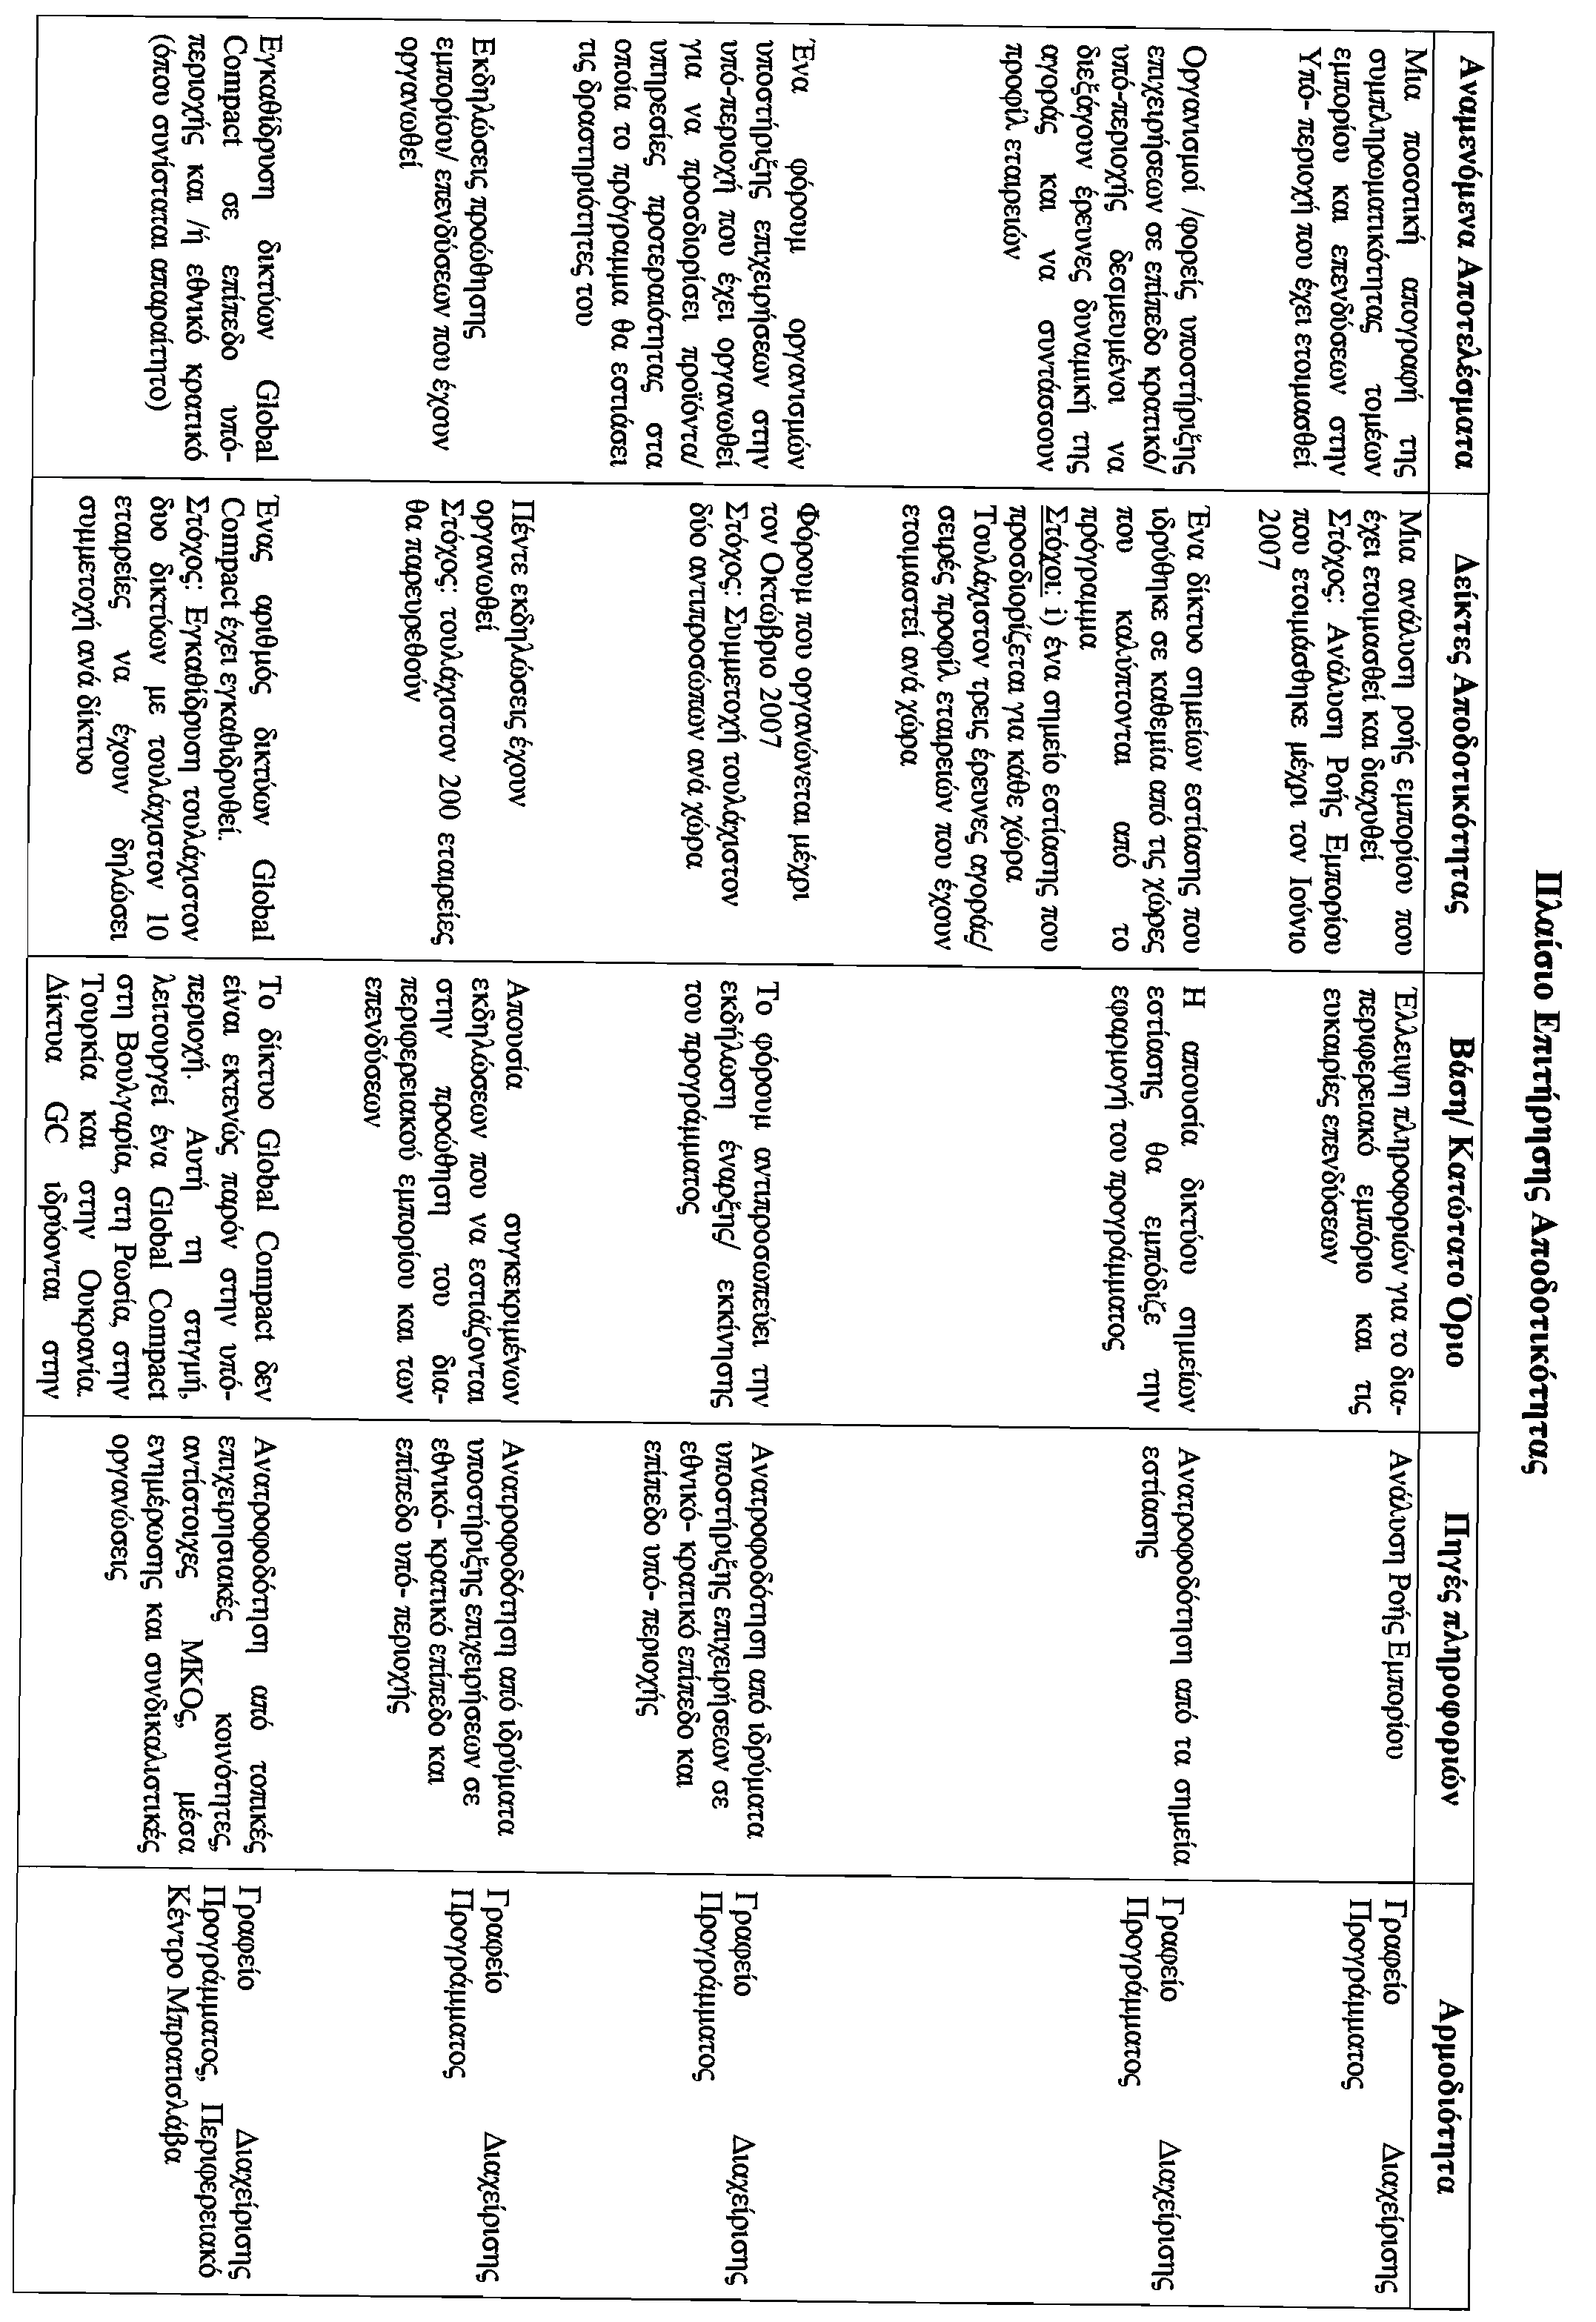 Πλαίσιο Επιτήρησης Αποδοτικότητας
Αναμενόμενα Αποτελέσματα
Δείκτες Αποδοτικότητας
Βάση/ Κατώτατο Όριο
Πηγές πληροφοριών
Αρμοδιότητα
Μια ποσοτική απογραφή της
συμπληρωματικότητας τομέων
εμπορίου και επενδύσεων στην
Υπό- περιοχή που έχει ετοιμασθεί
Μια ανάλυση ροής εμπορίου που
έχει ετοιμασθεί και διαχυθεί
Στόχος: Ανάλυση Ροής Εμπορίου
που ετοιμάσθηκε μέχρι τον Ιούνιο
2007
Έλλειψη πληροφοριών για το δια-
περιφερειακό εμπόριο και τις
ευκαιρίες επενδύσεων
Ανάλυση Ροής Εμπορίου
Γραφείο Διαχείρισης
Προγράμματος
Οργανισμοί /φορείς υποστήριξης
επιχειρήσεων σε επίπεδο κρατικό/
υπό-περιοχής δεσμευμένοι να
διεξάγουν έρευνες δυναμική της
αγοράς και να συντάσσουν
προφίλ εταιρειών
Ένα δίκτυο σημείων εστίασης που
ιδρύθηκε σε καθεμία από τις χώρες
που καλύπτονται από το
πρόγραμμα
Στόχοι: i) ένα σημείο εστίασης που
προσδιορίζεται για κάθε χώρα
Τουλάχιστον τρεις έρευνες αγοράς/
σειρές προφίλ εταιρειών που έχουν
ετοιμαστεί ανά χώρα
Η απουσία δικτύου σημείων
εστίασης θα εμπόδιζε την
εφαρμογή του προγράμματος
Ανατροφοδότηση από τα σημεία
εστίασης
Γραφείο Διαχείρισης
Προγράμματος
Ένα φόρουμ οργανισμών
υποστήριξης επιχειρήσεων στην
υπό-περιοχή που έχει οργανωθεί
για να προσδιορίσει προϊόντα/
υπηρεσίες προτεραιότητας στα
οποία το πρόγραμμα θα εστιάσει
τις δραστηριότητες του
Φόρουμ που οργανώνεται μέχρι
τον Οκτώβριο 2007
Στόχος: Συμμετοχή τουλάχιστον
δύο αντιπροσώπων ανά χώρα
Το φόρουμ αντιπροσωπεύει την
εκδήλωση έναρξης/ εκκίνησης
του προγράμματος
Ανατροφοδότηση από ιδρύματα
υποστήριξης επιχειρήσεων σε
εθνικό- κρατικό επίπεδο και
επίπεδο υπό- περιοχής
Γραφείο Διαχείρισης
Προγράμματος
Εκδηλώσεις προώθησης
εμπορίου/ επενδύσεων που έχουν
οργανωθεί
Πέντε εκδηλώσεις έχουν
οργανωθεί
Στόχος: τουλάχιστον 200 εταιρείες
θα παρευρεθούν
Απουσία συγκεκριμένων
εκδηλώσεων που να εστιάζονται
στην προώθηση του δια-
περιφερειακού εμπορίου και των
επενδύσεων
Ανατροφοδότηση από ιδρύματα
υποστήριξης επιχειρήσεων σε
εθνικό- κρατικό επίπεδο και
επίπεδο υπό- περιοχής
Γραφείο Διαχείρισης
Προγράμματος
Εγκαθίδρυση δικτύων Global
Compact σε επίπεδο υπό-
περιοχής και /ή εθνικό κρατικό
(όπου συνίσταται απαραίτητο)
Ένας αριθμός δικτύων Global
Compact έχει εγκαθιδρυθεί.
Στόχος: Εγκαθίδρυση τουλάχιστον
δυο δικτύων με τουλάχιστον 10
εταιρείες να έχουν δηλώσει
συμμετοχή ανά δίκτυο
Το δίκτυο Global Compact δεν
είναι εκτενώς παρόν στην υπό-
περιοχή. Αυτή τη στιγμή,
λειτουργεί ένα Global Compact
στη Βουλγαρία, στη Ρωσία, στην
Τουρκία και στην Ουκρανία.
Δίκτυα GC ιδρύονται στην
Ανατροφοδότηση από τοπικές
επιχειρησιακές κοινότητες,
αντίστοιχες ΜΚΟς, μέσα
ενημέρωσης και συνδικαλιστικές
οργανώσεις
Γραφείο Διαχείρισης
Προγράμματος, Περιφερειακό
Κέντρο Μπρατισλάβα